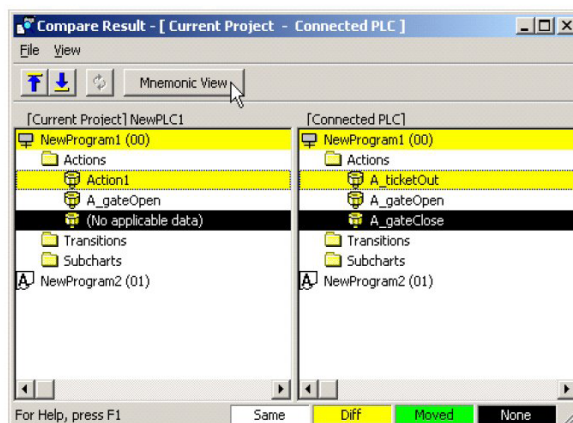 Compare Result - [ Current Project - Connected PLC ]
File View
Mnemonic View
[Current Project] NewPLC1
NewProgram1 (00)
Actions
Action1
A_gateOpen
(No applicable data)
Transitions
Subcharts
NewProgram2 (01)
[Connected PLC]
NewProgram1 (00)
Actions
A_ticketOut
A_gateOpen
A_gateClose
Transitions
Subcharts
NewProgram2 (01)
For Help, press F1 Same Diff Moved None